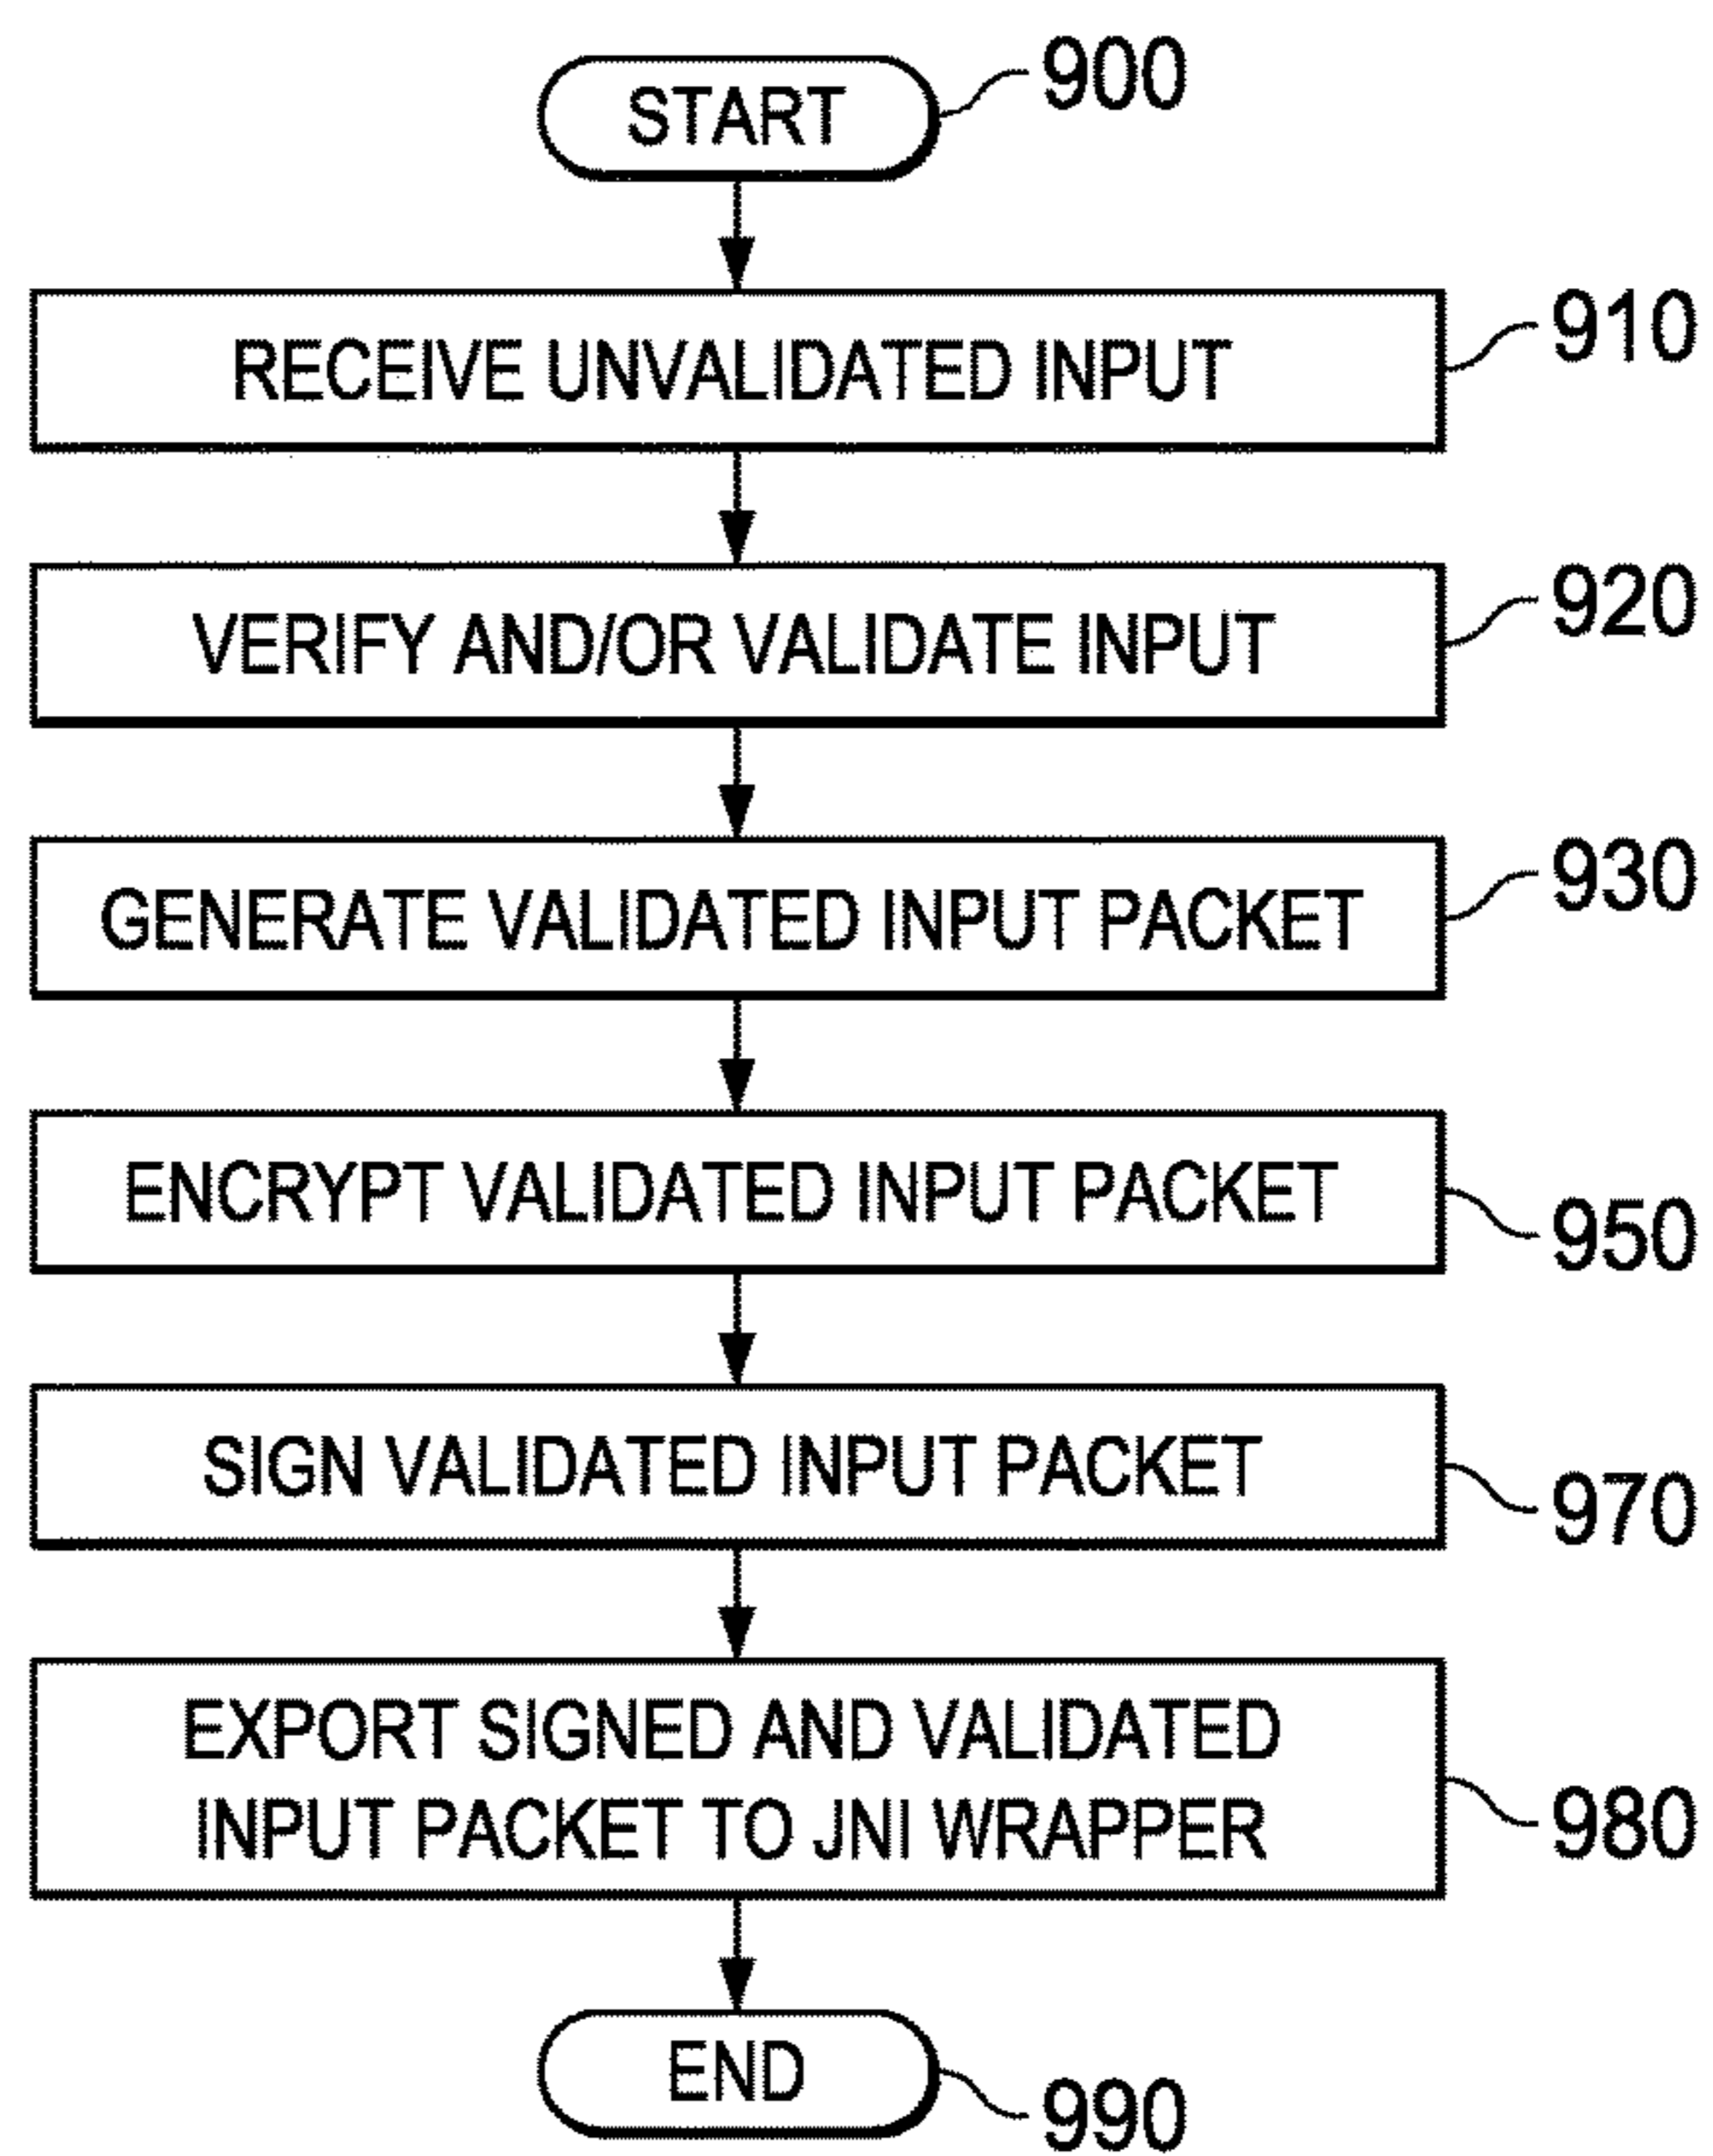 START
900
RECEIVE UNVALIDATED INPUT
910
VERIFY AND/OR VALIDATE INPUT
920
GENERATE VALIDATED INPUT PACKET
930
ENCRYPT VALIDATED INPUT PACKET
950
SIGN VALIDATED INPUT PACKET
970
EXPORT SIGNED AND VALIDATED
INPUT PACKET TO JNI WRAPPER
980
END
990